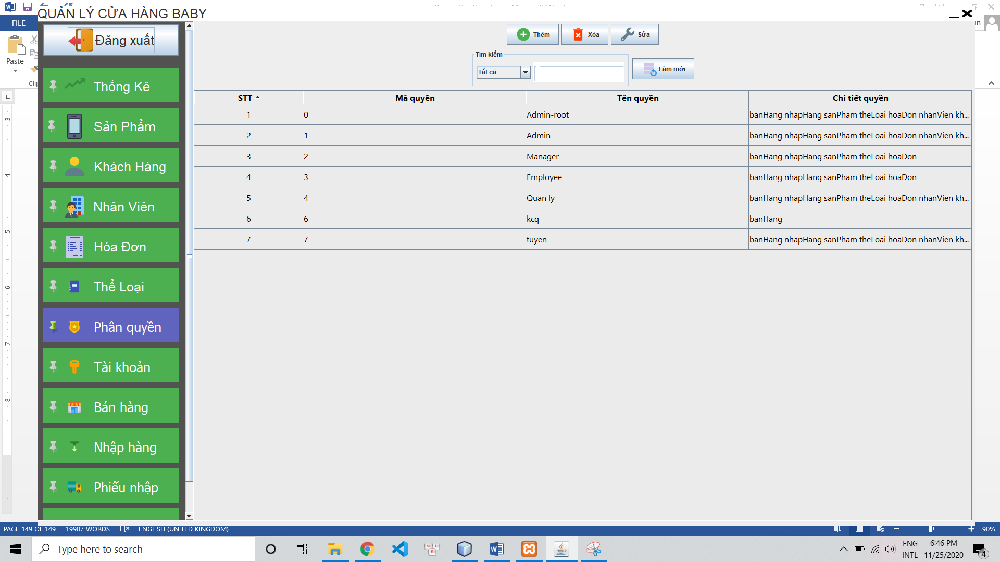 QUẢN LÝ CỬA HÀNG BABY
FILE
in
Paste
Clip
Đăng xuất
Thống Kê
Sản Phẩm
Khách Hàng
Nhân Viên
Hóa Đơn
Thể Loại
Phân quyền
Tài khoản
Bán hàng
Nhập hàng
Phiếu nhập
Thêm
Xóa
Sửa
Tìm kiếm
Tất cả
Làm mới
STT Mã quyền Tên quyền Chi tiết quyền
1 0 Admin-root banHang nhapHang sanPham theLoai hoaDon nhanVien kh...
2 1 Admin banHang nhapHang sanPham theLoai hoaDon nhanVien kh...
3 2 Manager banHang nhapHang sanPham theLoai hoaDon
4 3 Employee banHang nhapHang sanPham theLoai hoaDon
5 4 Quan ly banHang nhapHang sanPham theLoai hoaDon nhanVien kh...
6 6 kcq banHang
7 7 tuyen banHang nhapHang sanPham theLoai hoaDon nhanVien kh...
3
4
5
6
7
8
PAGE 149 OF 149 19907 WORDS ENGLISH (UNITED KINGDOM) 90%
Type here to search
ENG
INTL
6:46 PM
11/25/2020
4